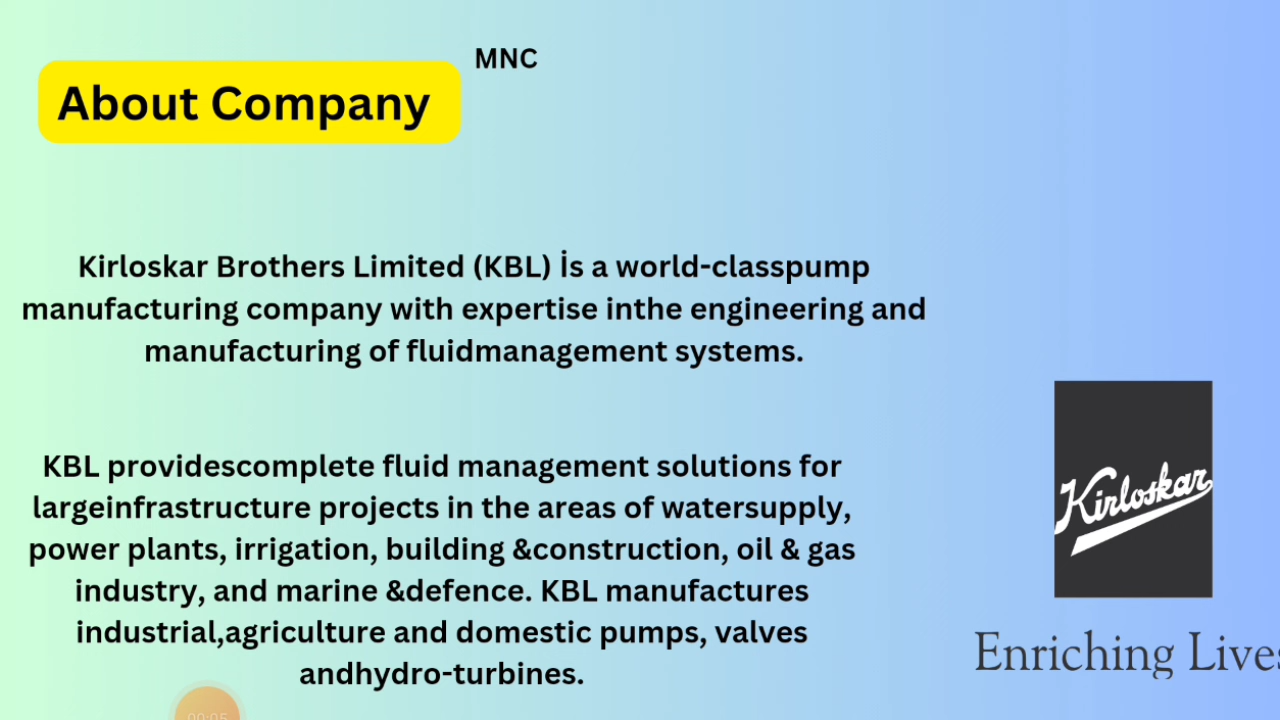 MNC
About Company
Kirloskar Brothers Limited (KBL) İs a world-classpump
manufacturing company with expertise inthe engineering and
manufacturing of fluidmanagement systems.
KBL providescomplete fluid management solutions for
largeinfrastructure projects in the areas of watersupply,
power plants, irrigation, building &construction, oil & gas
industry, and marine &defence. KBL manufactures
industrial,agriculture and domestic pumps, valves
andhydro-turbines.
Kirloskar
Enriching Lives
00:05